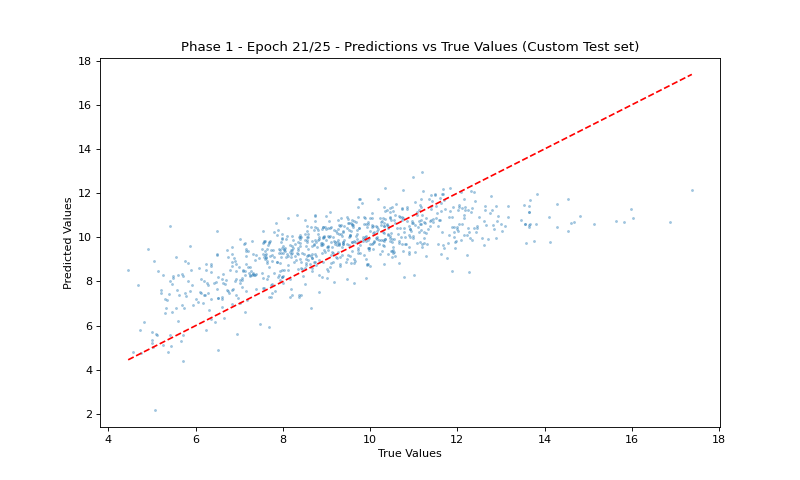 Phase 1 - Epoch 21/25 - Predictions vs True Values (Custom Test set)
18
16
14
12
10
8
6
4
2
Predicted Values
4 6 8 10 12 14 16 18
True Values